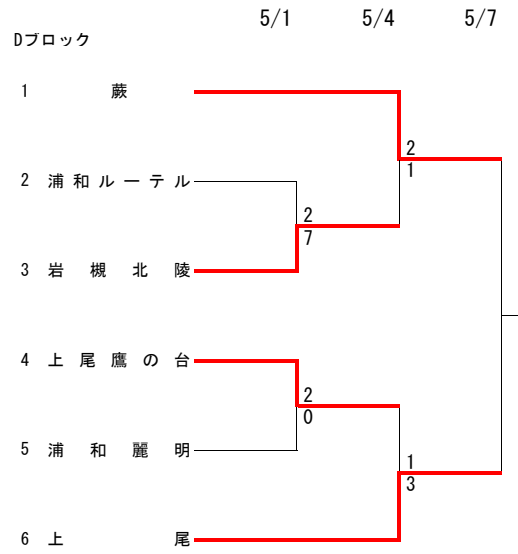 5/1 5/4 5/7
Dブロック
1 蕨
2
1
2 浦和ルーテル
2
7
3 岩槻北陵
4 上尾鷹の台
2
0
5 浦和麗明
1
3
6 上尾